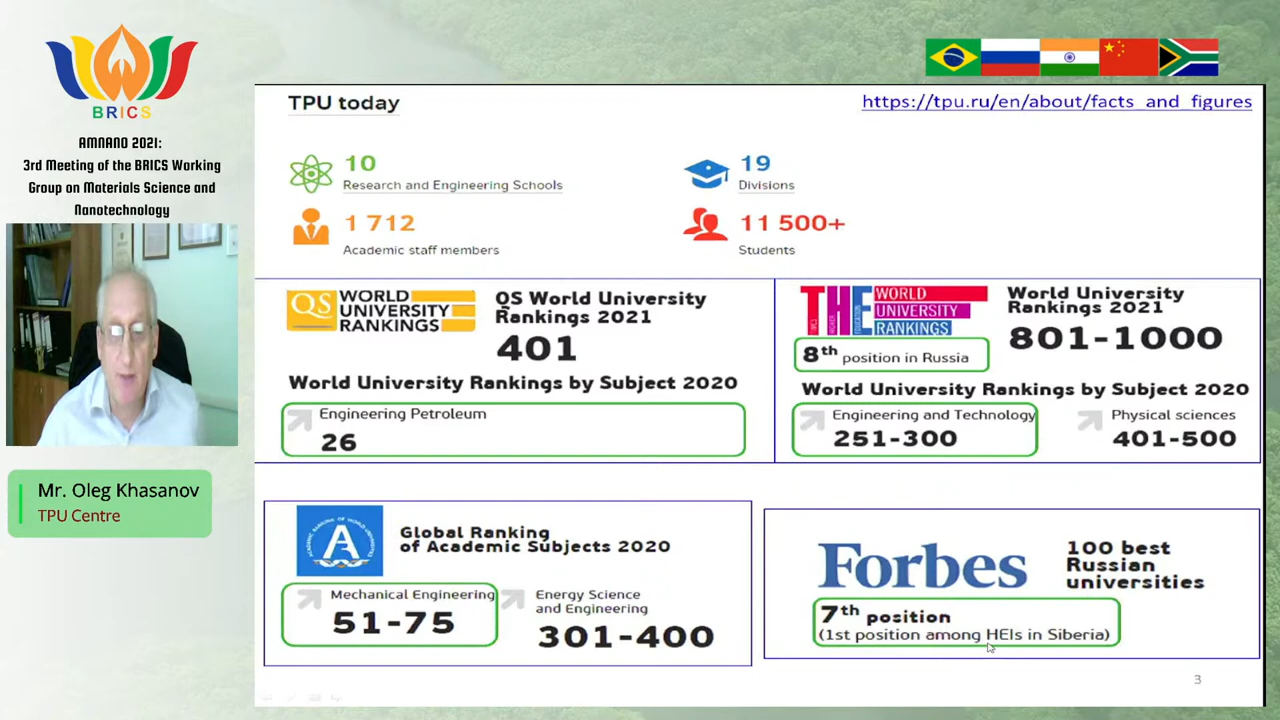 BRICS
AMNANO 2021:
3rd Meeting of the BRICS Working
Group on Materials Science and
Nanotechnology
Mr. Oleg Khasanov
TPU Centre
TPU today
https://tpu.ru/en/about/facts_and_figures
10
Research and Engineering Schools
19
Divisions
1 712
Academic staff members
11 500+
Students
QS WORLD
UNIVERSITY
RANKINGS
QS World University
Rankings 2021
401
World University Rankings by Subject 2020
Engineering Petroleum
26
THE WORLD
UNIVERSITY
RANKINGS
World University
Rankings 2021
801-1000
8th position in Russia
World University Rankings by Subject 2020
Engineering and Technology
251-300
Physical sciences
401-500
ACADEMIC RANKING OF WORLD UNIVERSITIES
Global Ranking
of Academic Subjects 2020
Mechanical Engineering
51-75
Energy Science
and Engineering
301-400
Forbes
100 best
Russian
universities
7th position
(1st position among HEIs in Siberia)
3